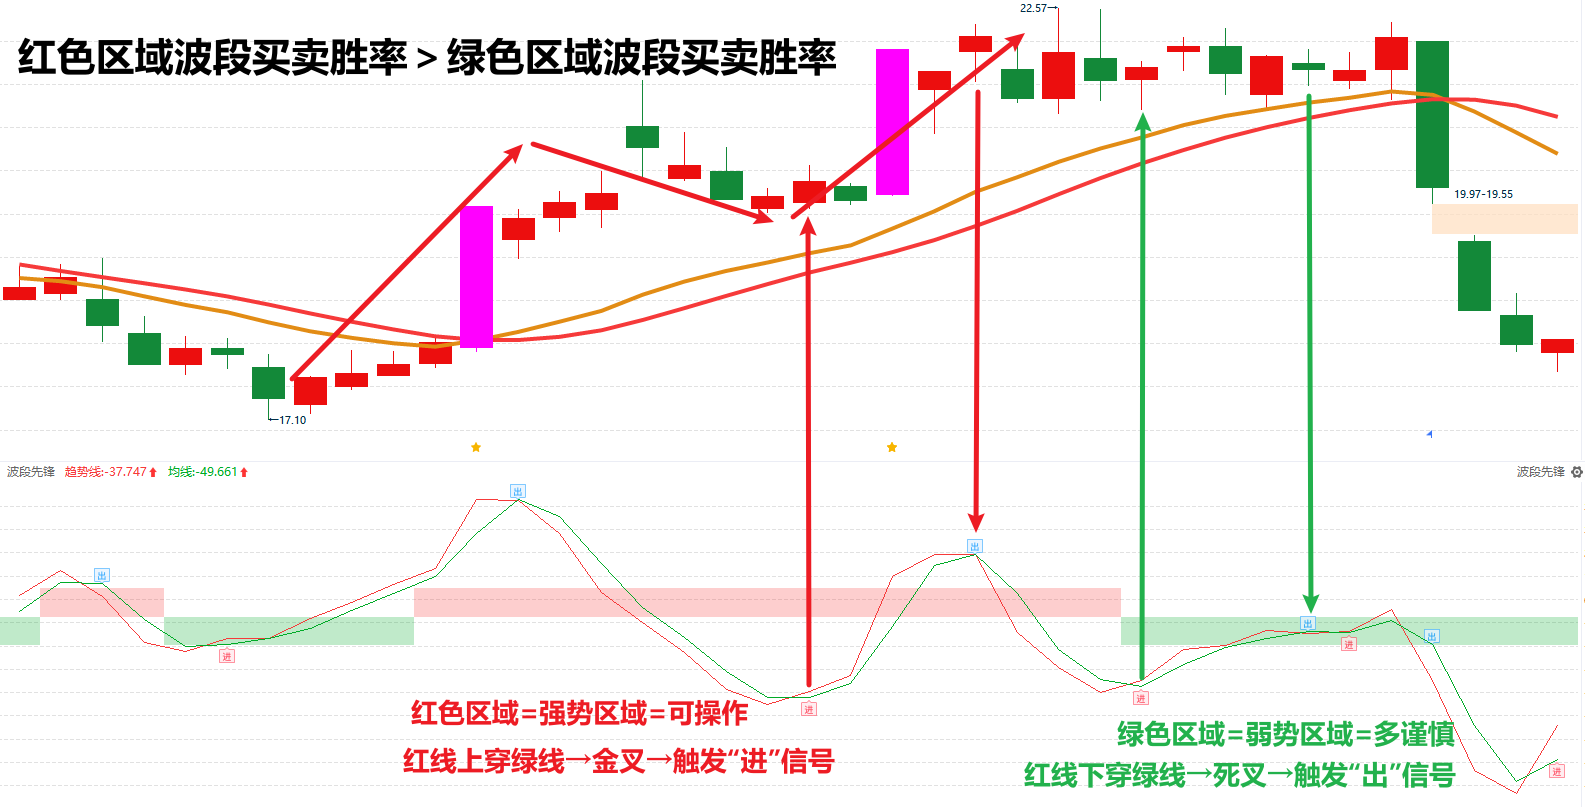 22.57→
红色区域波段买卖胜率 > 绿色区域波段买卖胜率
19.97-19.55
←17.10
波段先锋 趋势线:-37.747 均线:-49.661 波段先锋
出
出
出
出
出
进
进
进
进
进
红色区域=强势区域=可操作
红线上穿绿线→金叉→触发“进”信号
绿色区域=弱势区域=多谨慎
红线下穿绿线→死叉→触发“出”信号